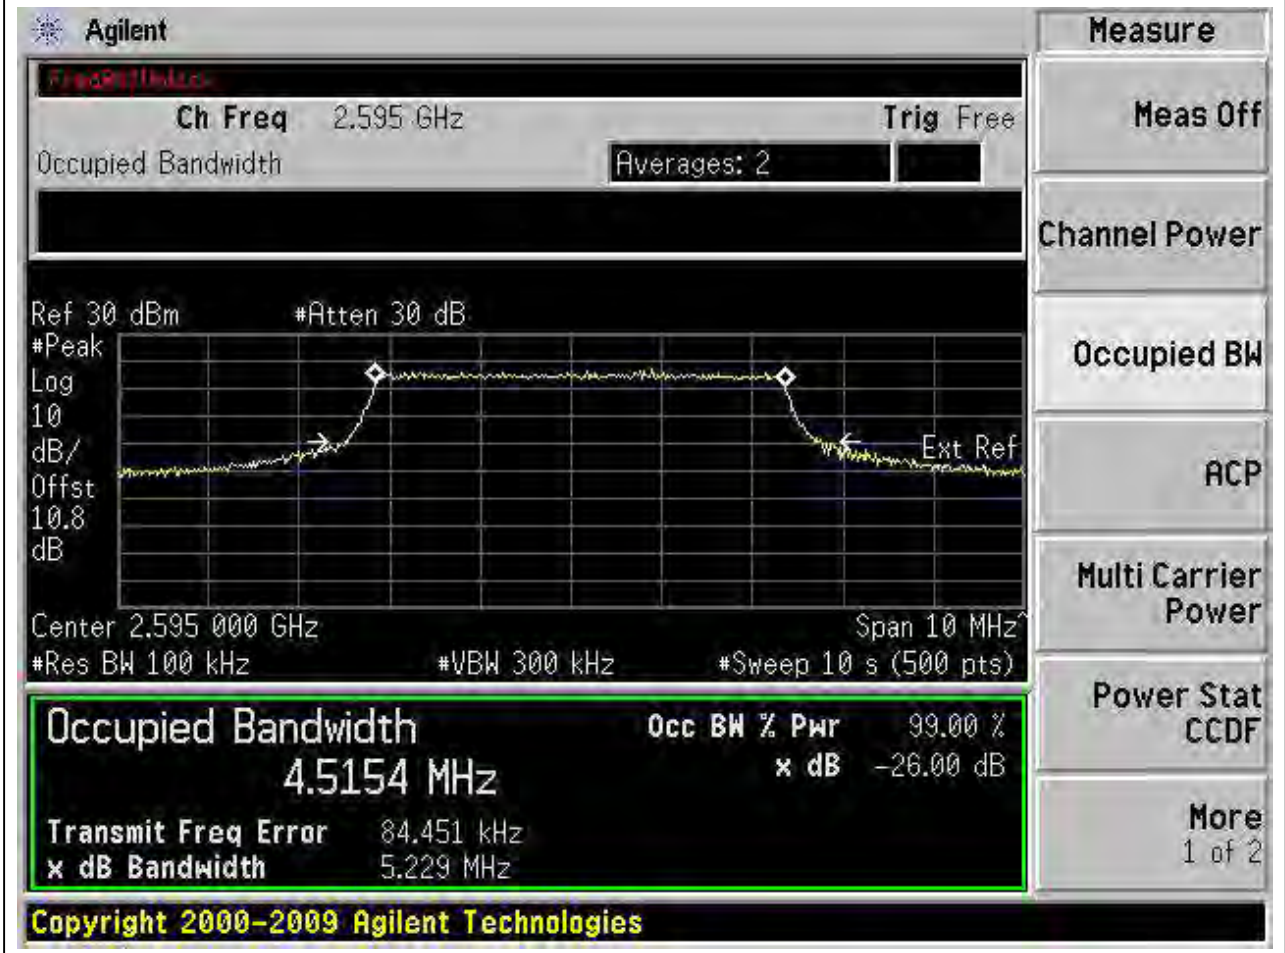 Agilent
Measure
Ch Freq 2.595 GHz Trig Free
Occupied Bandwidth Averages: 2
Meas Off
Channel Power
Occupied BW
ACP
Multi Carrier
Power
Power Stat
CCDF
More
1 of 2
Ref 30 dBm #Atten 30 dB
#Peak
Log
10
dB/
Offst
10.8
dB
Ext Ref
Center 2.595 000 GHz Span 10 MHz^
#Res BW 100 kHz #VBW 300 kHz #Sweep 10 s (500 pts)
Occupied Bandwidth
4.5154 MHz
Occ BW % Pwr 99.00 %
x dB -26.00 dB
Transmit Freq Error 84.451 kHz
x dB Bandwidth 5.229 MHz
Copyright 2000-2009 Agilent Technologies